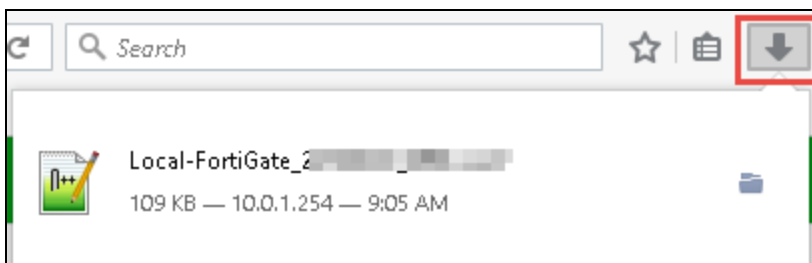 Search
Local-FortiGate_2
109 KB — 10.0.1.254 — 9:05 AM